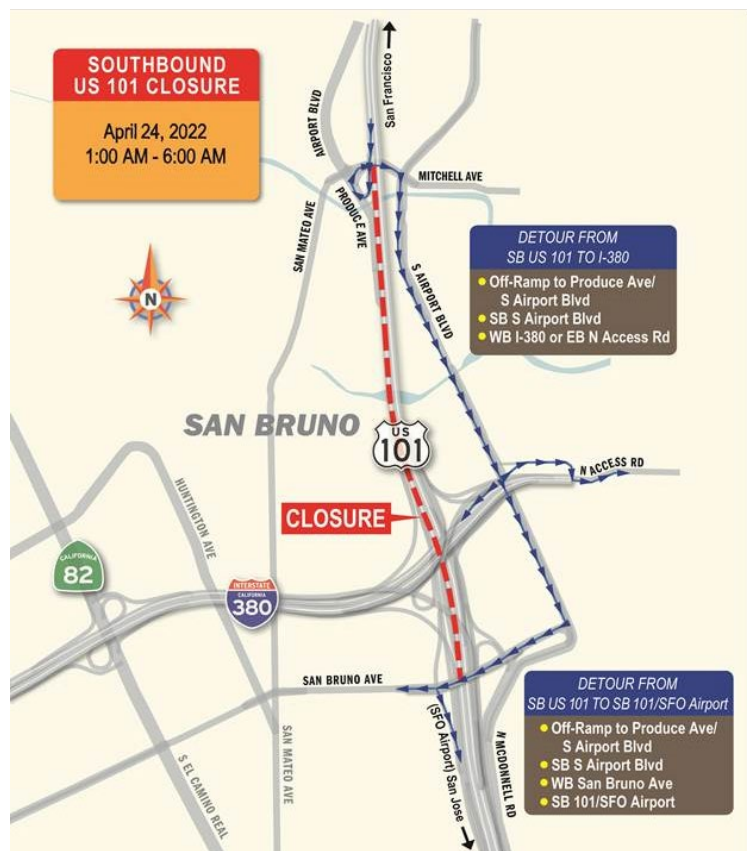 SOUTHBOUND
US 101 CLOSURE
April 24, 2022
1:00 AM - 6:00 AM
San Francisco
AIRPORT BLVD
MITCHELL AVE
PRODUCE AVE
SAN MATEO AVE
S AIRPORT BLVD
DETOUR FROM
SB US 101 TO I-380
Off-Ramp to Produce Ave/
S Airport Blvd
SB S Airport Blvd
WB I-380 or EB N Access Rd
N
SAN BRUNO
US
101
N ACCESS RD
HUNTINGTON AVE
CLOSURE
CALIFORNIA
82
INTERSTATE
CALIFORNIA
380
SAN BRUNO AVE
DETOUR FROM
SB US 101 TO SB 101/SFO Airport
Off-Ramp to Produce Ave/
S Airport Blvd
SB S Airport Blvd
WB San Bruno Ave
SB 101/SFO Airport
S EL CAMINO REAL
SAN MATEO AVE
(SFO Airport) San Jose
N MCDONNELL RD